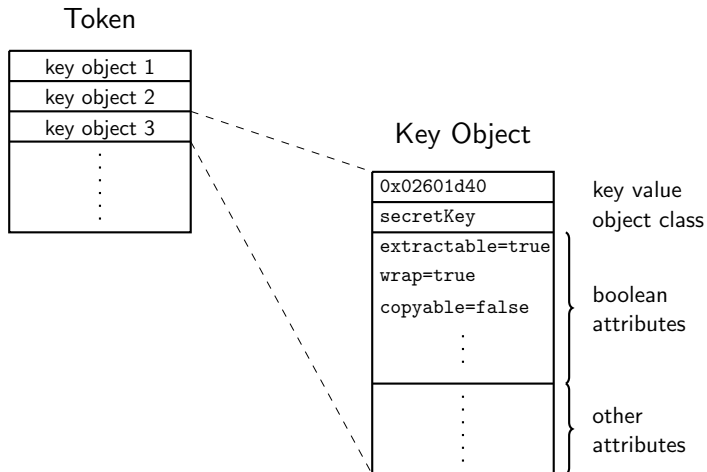 Token
key object 1
key object 2
key object 3
Key Object
0x02601d40
key value
secretKey
object class
extractable=true
wrap=true
copyable=false
boolean
attributes
other
attributes